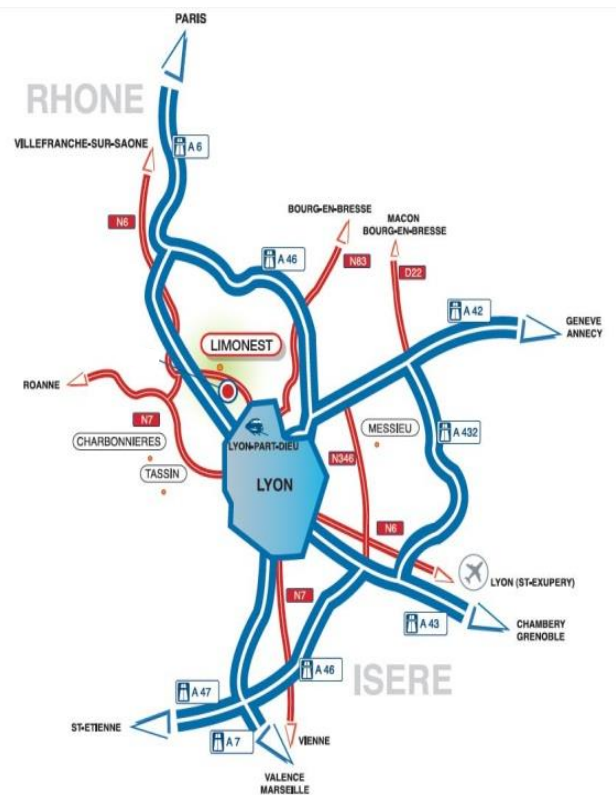 PARIS
RHONE
VILLEFRANCHE-SUR-SAONE
A 6
BOURG-EN-BRESSE
MACON
BOURG-EN-BRESSE
N6
A 46
N83
D22
A 42
GENEVE
ANNECY
LIMONEST
ROANNE
N7
CHARBONNIERES
TASSIN
LYON-PART-DIEU
LYON
MESSIEU
A 432
N346
N6
LYON (ST-EXUPERY)
N7
A 43
CHAMBERY
GRENOBLE
A 46
ISERE
A 47
ST-ETIENNE
A 7
VIENNE
VALENCE
MARSEILLE